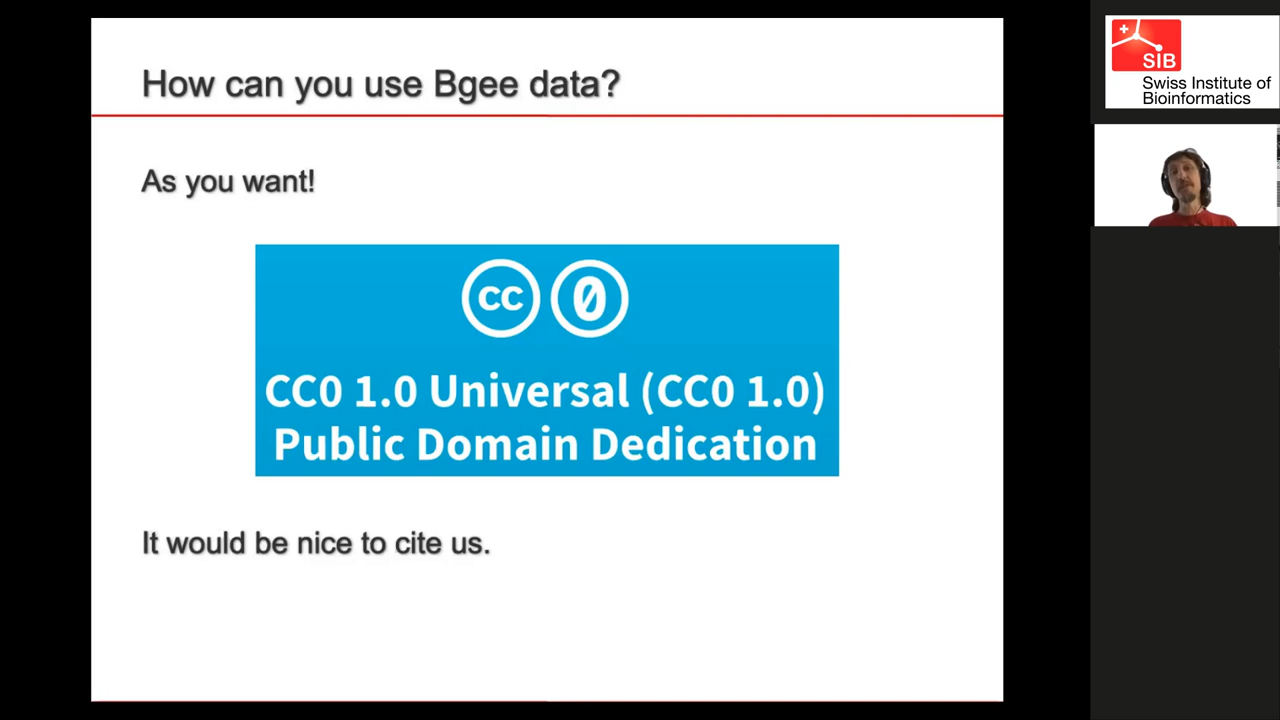 How can you use Bgee data?
As you want!
cc 0
CC0 1.0 Universal (CC0 1.0)
Public Domain Dedication
It would be nice to cite us.
SIB
Swiss Institute of
Bioinformatics